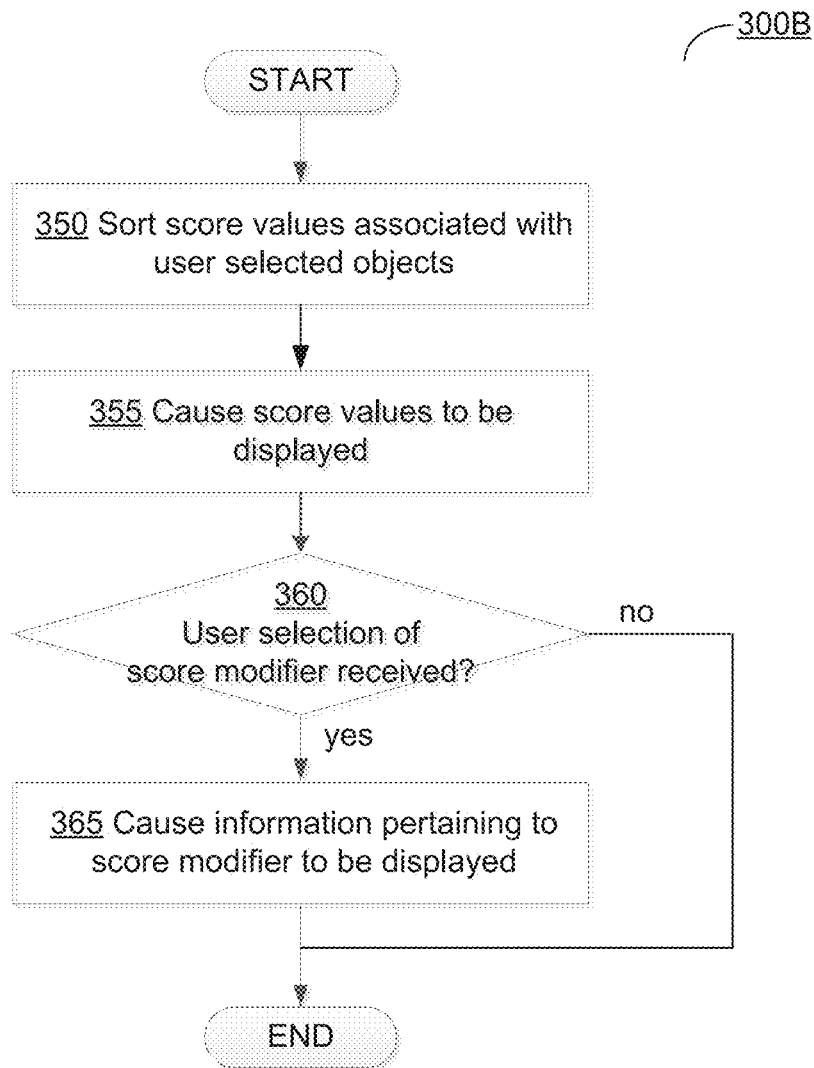 300B
START
350 Sort score values associated with
user selected objects
355 Cause score values to be
displayed
360
User selection of
score modifier received?
no
yes
365 Cause information pertaining to
score modifier to be displayed
END